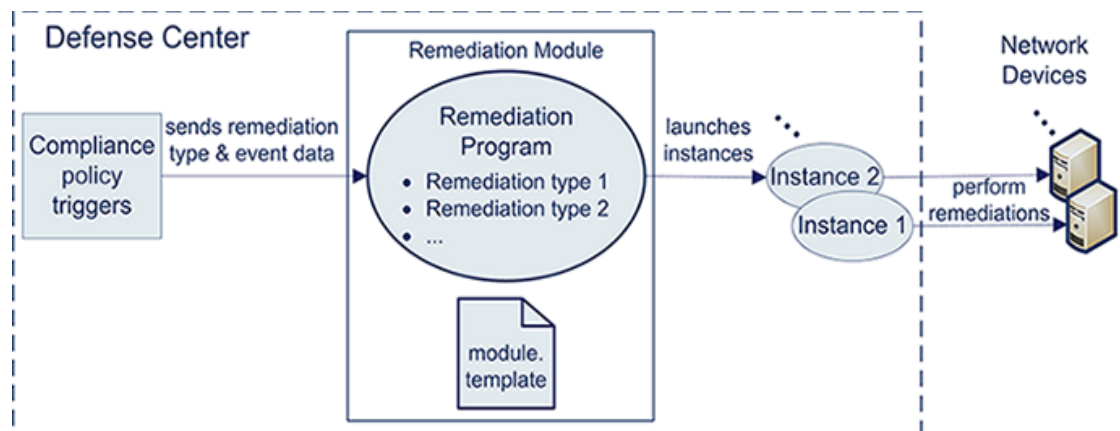 Defense Center
Remediation Module
Network
Devices
Compliance
policy
triggers
sends remediation
type & event data
Remediation
Program
• Remediation type 1
• Remediation type 2
• ...
launches
instances
Instance 2
Instance 1
perform
remediations
module.
template